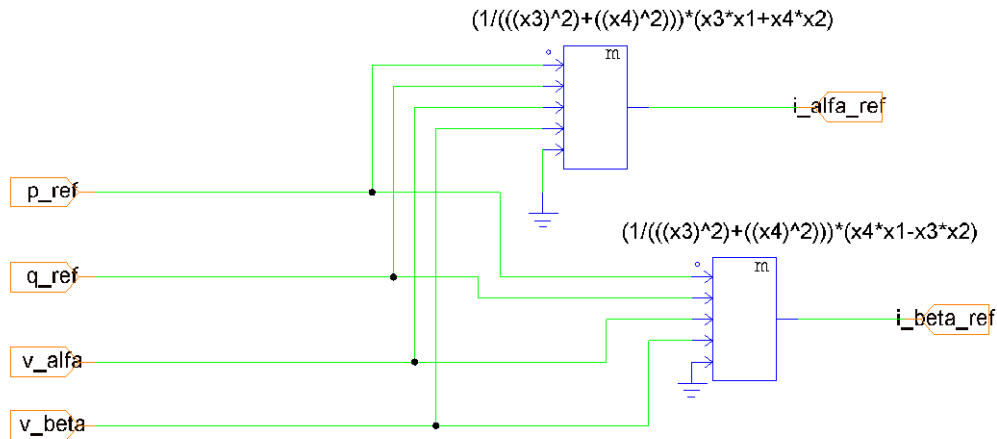 (1/(((x3)^2)+((x4)^2)))*(x3*x1+x4*x2)
m
i_alfa_ref
p_ref
(1/(((x3)^2)+((x4)^2)))*(x4*x1-x3*x2)
m
q_ref
i_beta_ref
v_alfa
v_beta